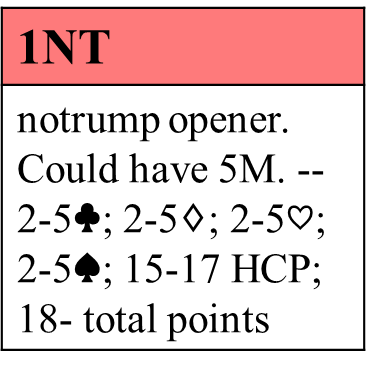 1NT
notrump opener.
Could have 5M. --
2-5♣; 2-5♢; 2-5♡;
2-5♠; 15-17 HCP;
18- total points